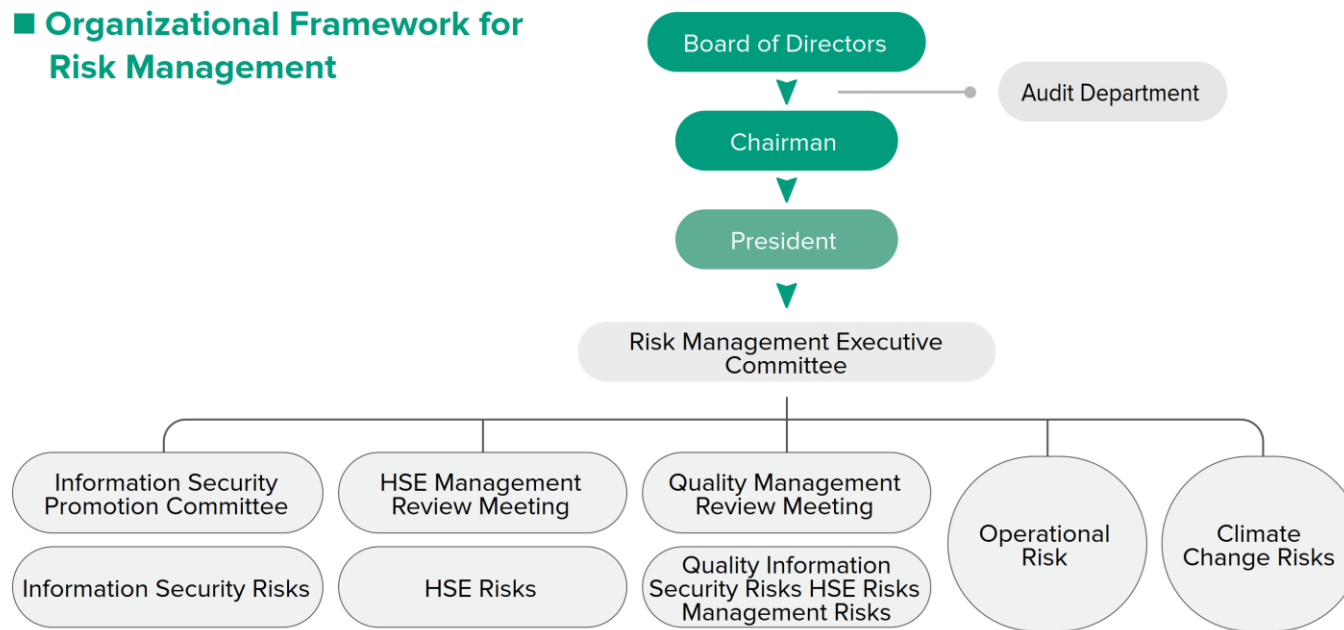 Organizational Framework for
Risk Management
Board of Directors
Audit Department
Chairman
President
Risk Management Executive
Committee
Information Security
Promotion Committee
HSE Management
Review Meeting
Quality Management
Review Meeting
Operational
Risk
Climate
Change Risks
Information Security Risks
HSE Risks
Quality Information
Security Risks HSE Risks
Management Risks